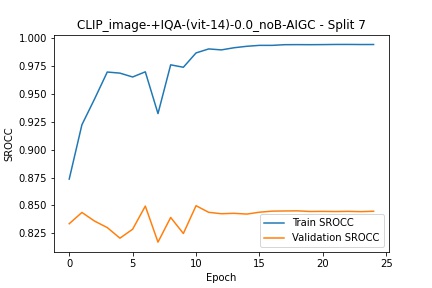 CLIP_image-+IQA-(vit-14)-0.0_noB-AIGC - Split 7
1.000
0.975
0.950
0.925
0.900
0.875
0.850
0.825
SROCC
0
5
10
15
20
25
Epoch
Train SROCC
Validation SROCC